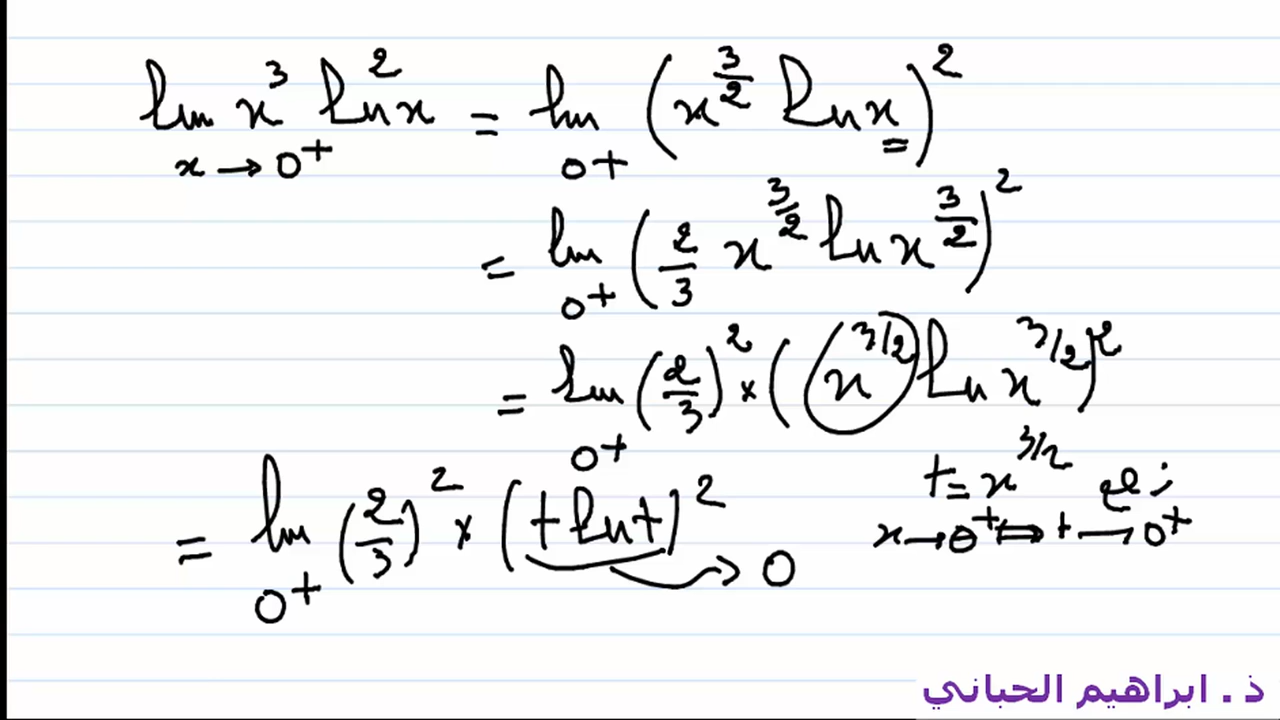 lim x→0⁺ x³ ln²x = lim 0⁺ (x^{3/2} ln x)²
= lim 0⁺ (2/3 x^{3/2} ln x^{3/2})²
= lim 0⁺ (2/3)² × (x^{3/2} ln x^{3/2})²
نضع t = x^{3/2}
x→0⁺ ⟺ t→0⁺
= lim 0⁺ (2/3)² × (t ln t)² → 0
ذ . ابراهيم الحباني